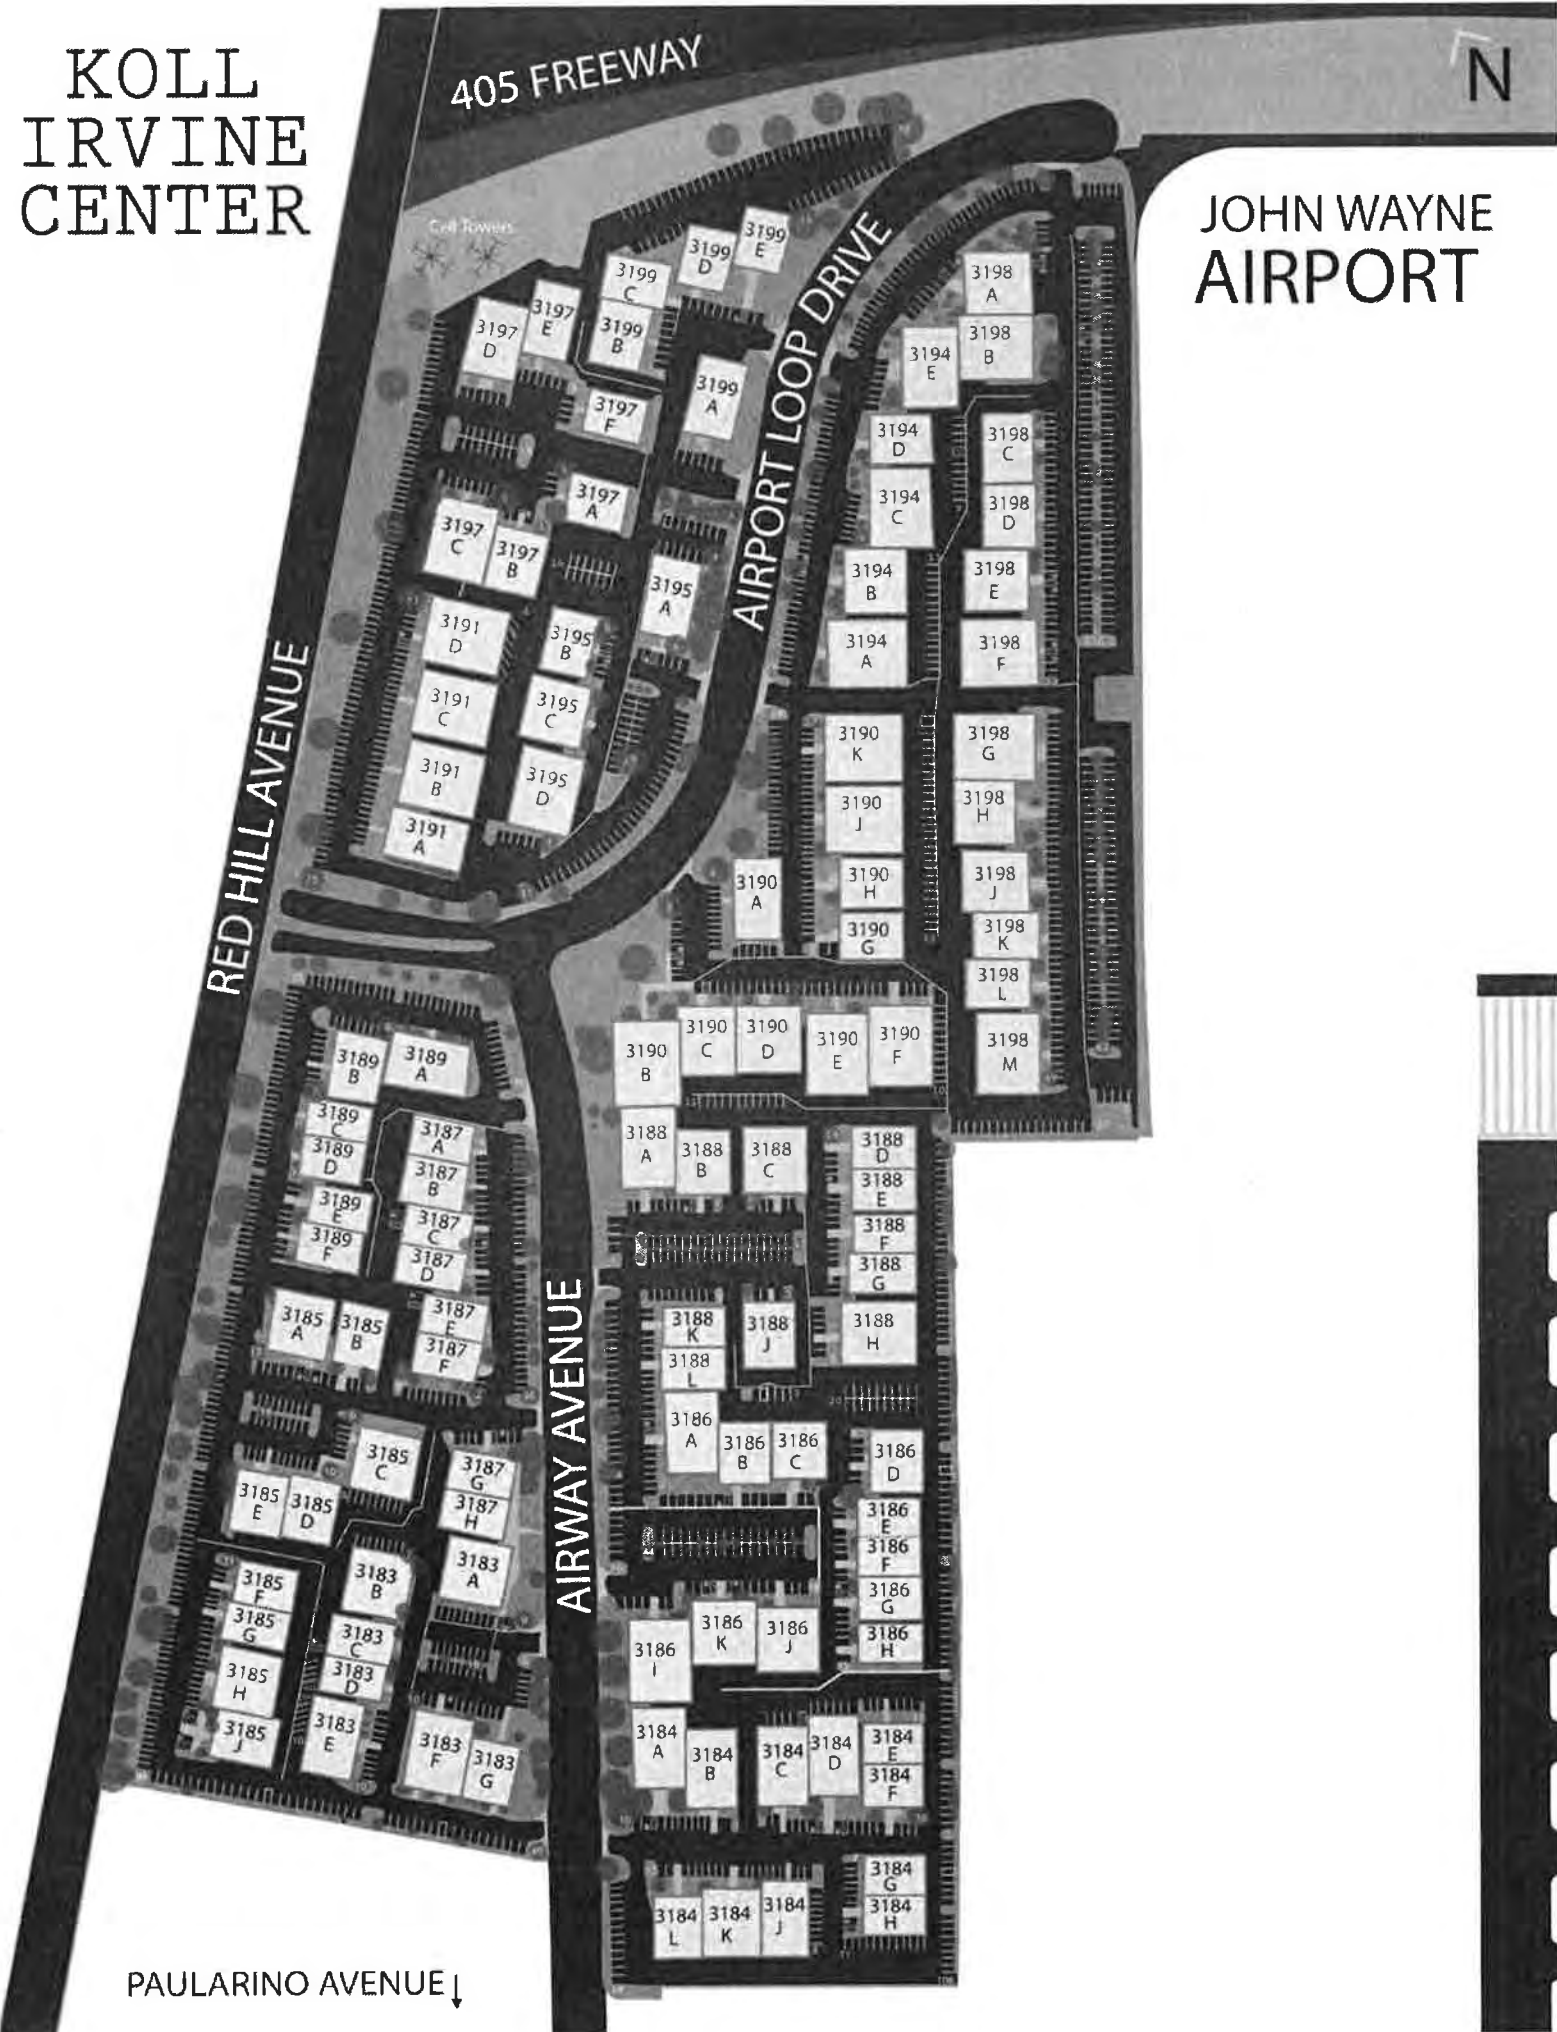 KOLL
IRVINE
CENTER
405 FREEWAY
N
JOHN WAYNE
AIRPORT
Cell Towers
RED HILL AVENUE
AIRPORT LOOP DRIVE
AIRWAY AVENUE
PAULARINO AVENUE↓
3199
E
3199
D
3199
C
3199
B
3199
A
3197
E
3197
D
3197
F
3197
A
3197
C
3197
B
3195
A
3195
B
3195
C
3195
D
3191
D
3191
C
3191
B
3191
A
3198
A
3198
B
3194
E
3194
D
3198
C
3194
C
3198
D
3194
B
3198
E
3194
A
3198
F
3190
K
3198
G
3190
J
3198
H
3190
A
3190
H
3198
J
3190
G
3198
K
3198
L
3190
B
3190
C
3190
D
3190
E
3190
F
3198
M
3189
B
3189
A
3189
C
3189
D
3189
E
3189
F
3187
A
3187
B
3187
C
3187
D
3187
E
3187
F
3185
A
3185
B
3185
C
3185
E
3185
D
3187
G
3187
H
3183
A
3183
B
3183
C
3183
D
3183
E
3183
F
3183
G
3185
F
3185
G
3185
H
3185
J
3188
A
3188
B
3188
C
3188
D
3188
E
3188
F
3188
G
3188
H
3188
K
3188
J
3188
L
3186
A
3186
B
3186
C
3186
D
3186
E
3186
F
3186
G
3186
H
3186
I
3186
K
3186
J
3184
A
3184
B
3184
C
3184
D
3184
E
3184
F
3184
G
3184
H
3184
L
3184
K
3184
J